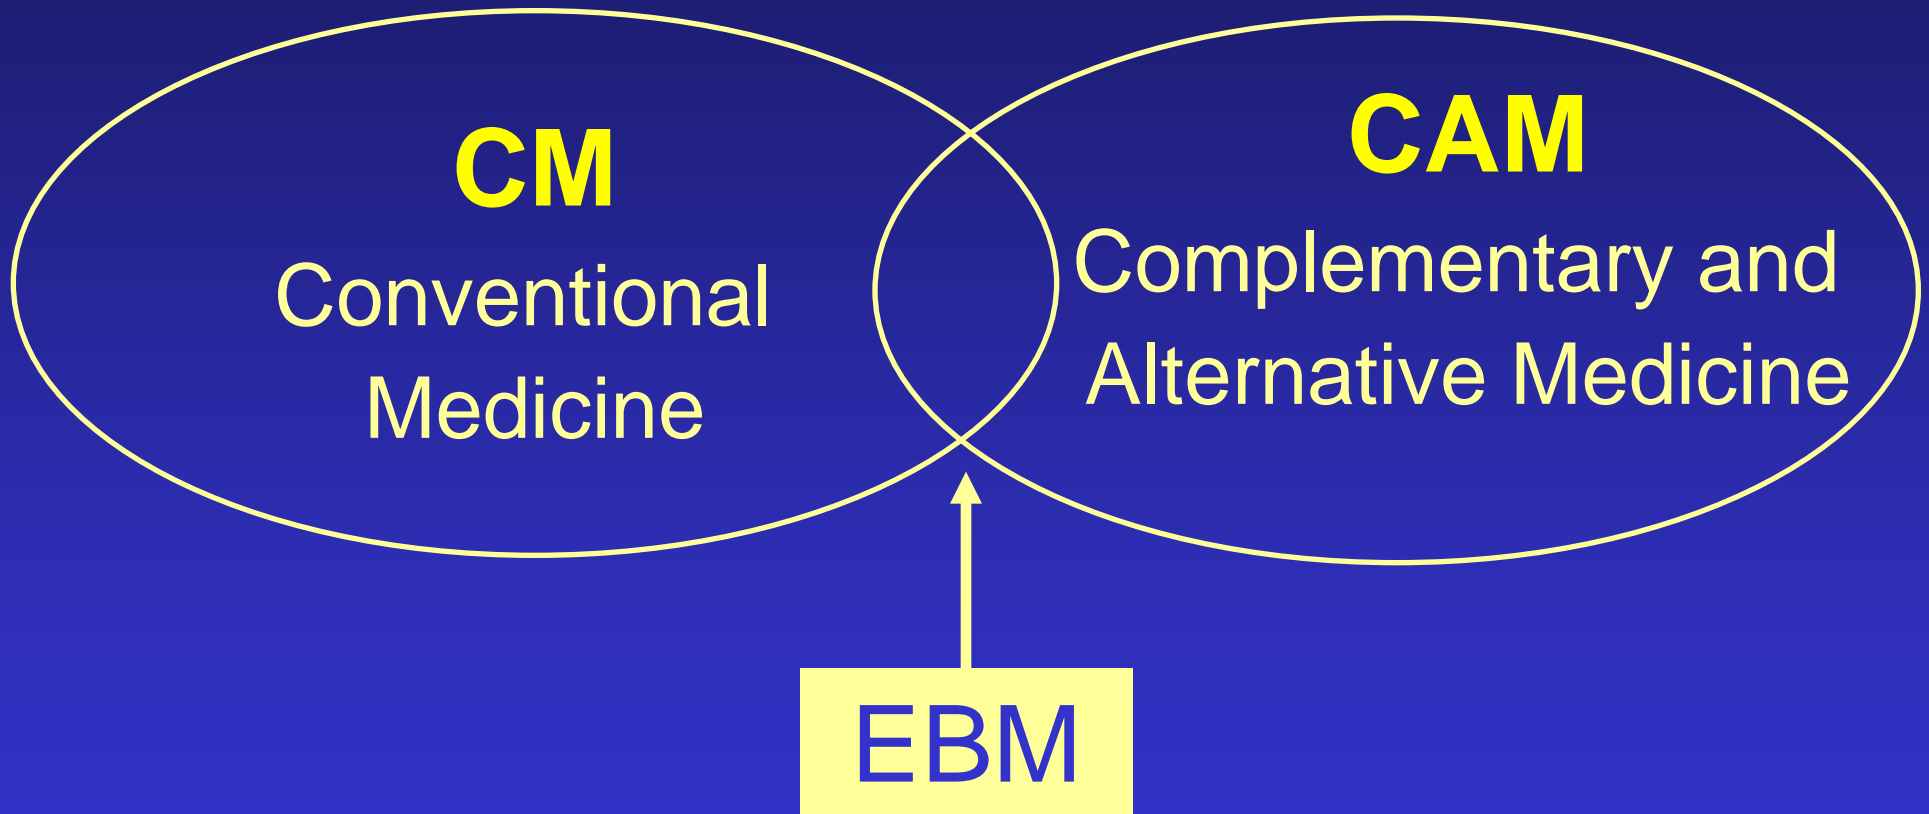 CM
Conventional
Medicine
CAM
Complementary and
Alternative Medicine
EBM